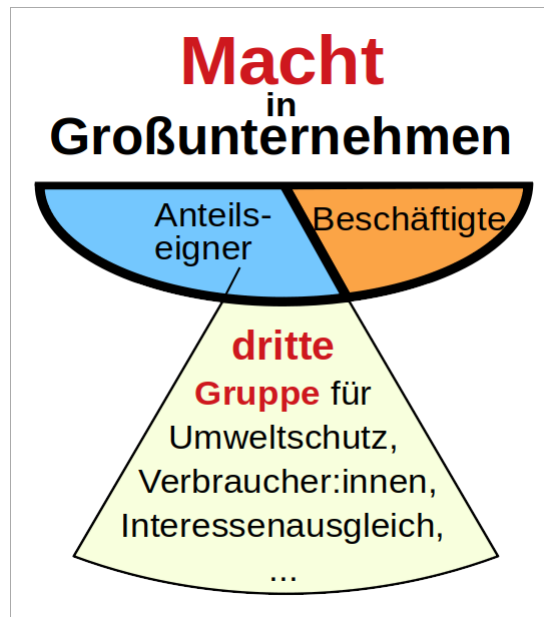 Macht
in
Großunternehmen
Anteils-
eigner
Beschäftigte
dritte
Gruppe für
Umweltschutz,
Verbraucher:innen,
Interessenausgleich,
...